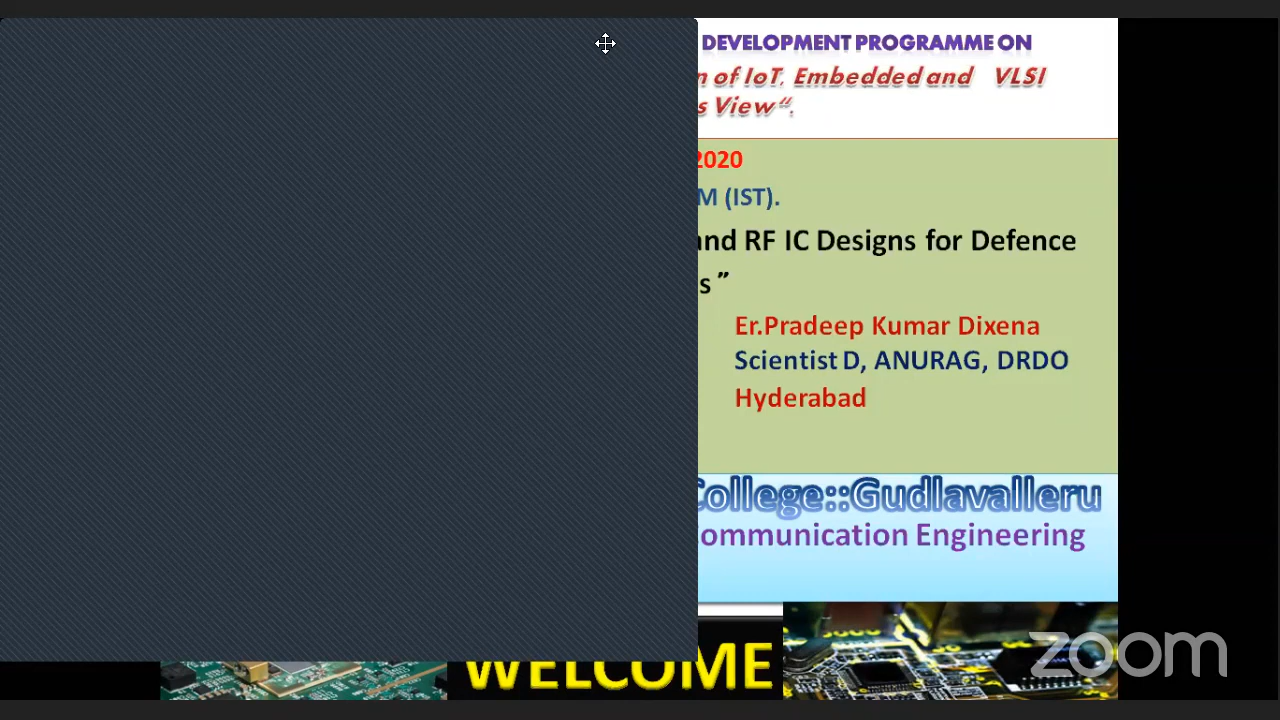 DEVELOPMENT PROGRAMME ON
of IoT, Embedded and VLSI
View".
2020
M (IST).
and RF IC Designs for Defence
s"
Er.Pradeep Kumar Dixena
Scientist D, ANURAG, DRDO
Hyderabad
College::Gudlavalleru
ommunication Engineering
WELCOME
zoom